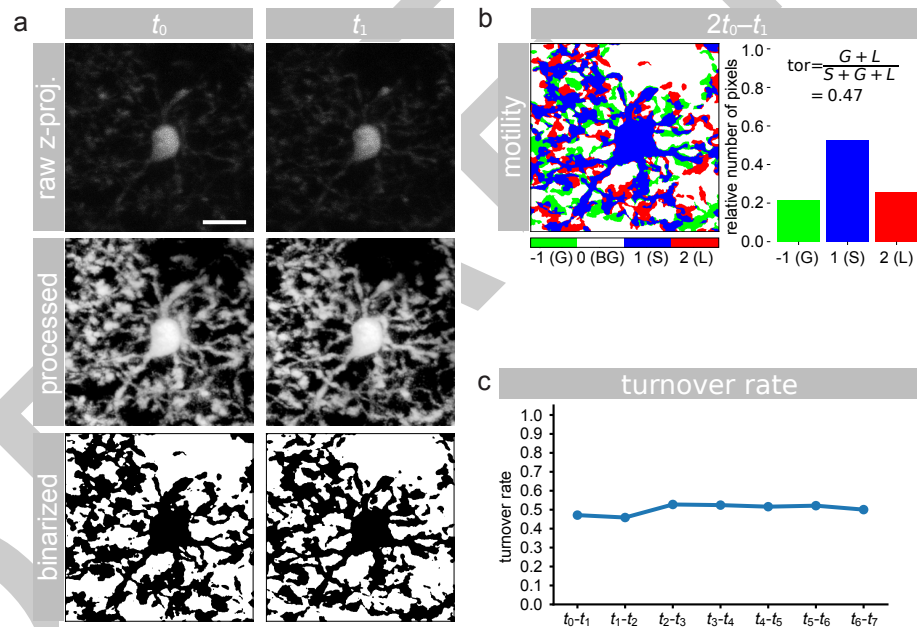 a
t0
t1
raw z-proj.
processed
binarized
b
2t0–t1
motility
-1 (G) 0 (BG) 1 (S) 2 (L)
relative number of pixels
1.0
0.8
0.6
0.4
0.2
0.0
tor= G + L
S + G + L
= 0.47
-1 (G) 1 (S) 2 (L)
c
turnover rate
turnover rate
1.0
0.9
0.8
0.7
0.6
0.5
0.4
0.3
0.2
0.1
0.0
t0-t1 t1-t2 t2-t3 t3-t4 t4-t5 t5-t6 t6-t7